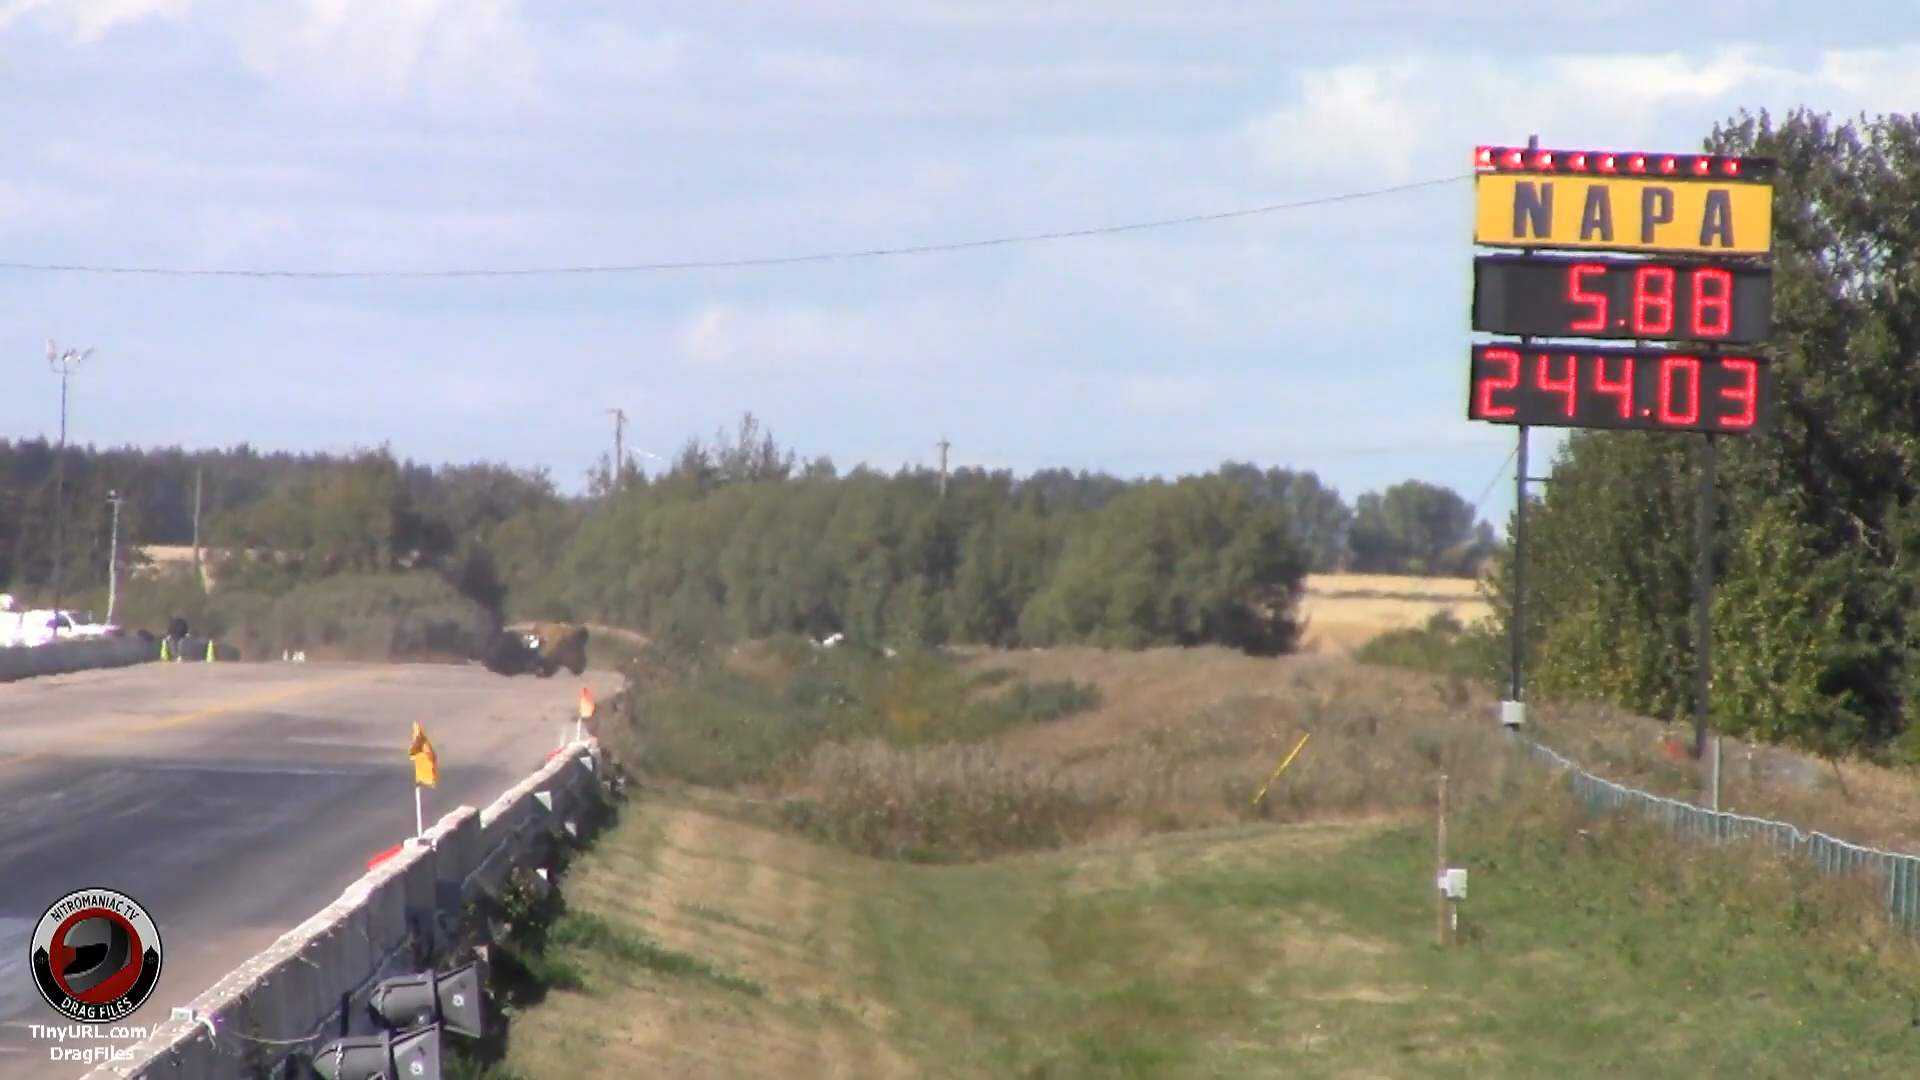 NAPA
5.88
244.03
NITROMANIAC TV
DRAG FILES
TinyURL.com/
DragFiles